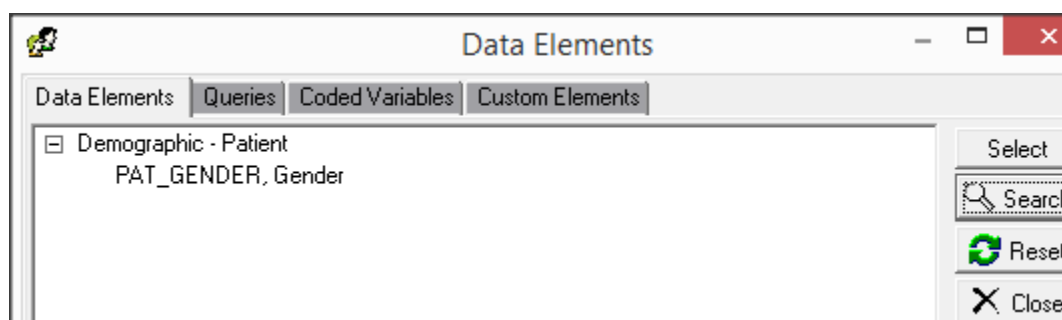 Data Elements
Data Elements Queries Coded Variables Custom Elements
Demographic - Patient
PAT_GENDER, Gender
Select
Search
Reset
Close